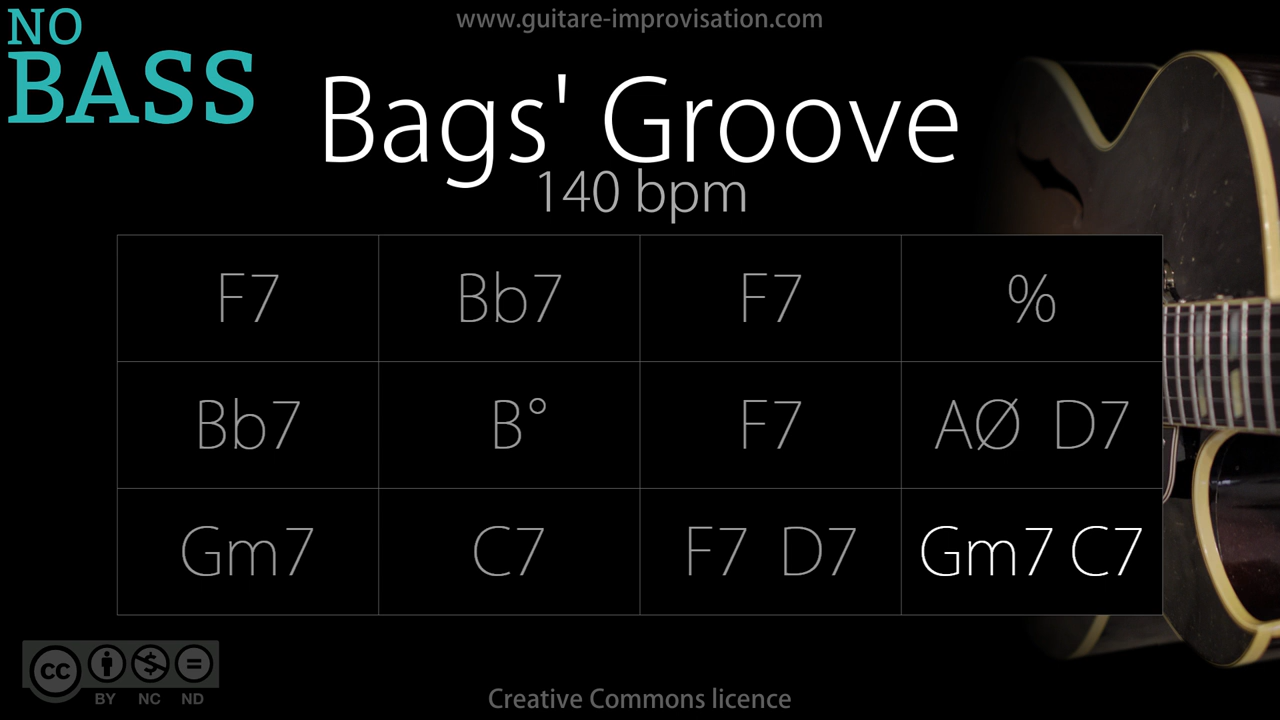 www.guitare-improvisation.com
NO
BASS
Bags' Groove
140 bpm
F7 Bb7 F7 %
Bb7 B° F7 AØ D7
Gm7 C7 F7 D7 Gm7 C7
cc
BY NC ND
Creative Commons licence